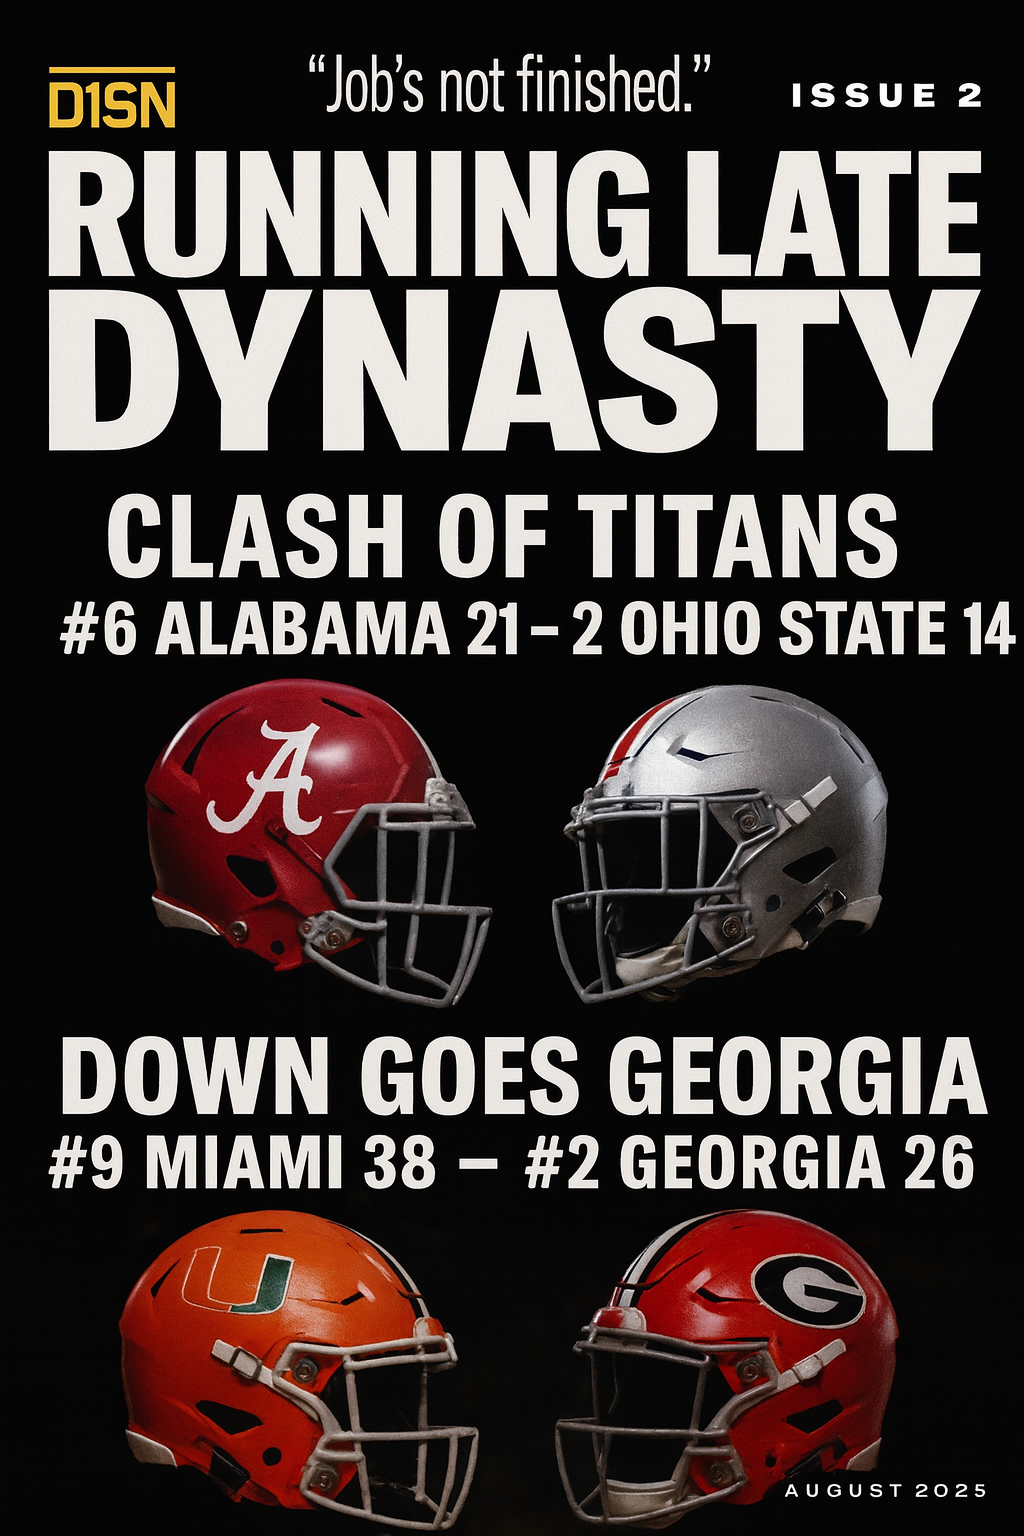 D1SN
“Job’s not finished.”
ISSUE 2
RUNNING LATE
DYNASTY
CLASH OF TITANS
#6 ALABAMA 21 – 2 OHIO STATE 14
A
DOWN GOES GEORGIA
#9 MIAMI 38 – #2 GEORGIA 26
U
G
AUGUST 2025